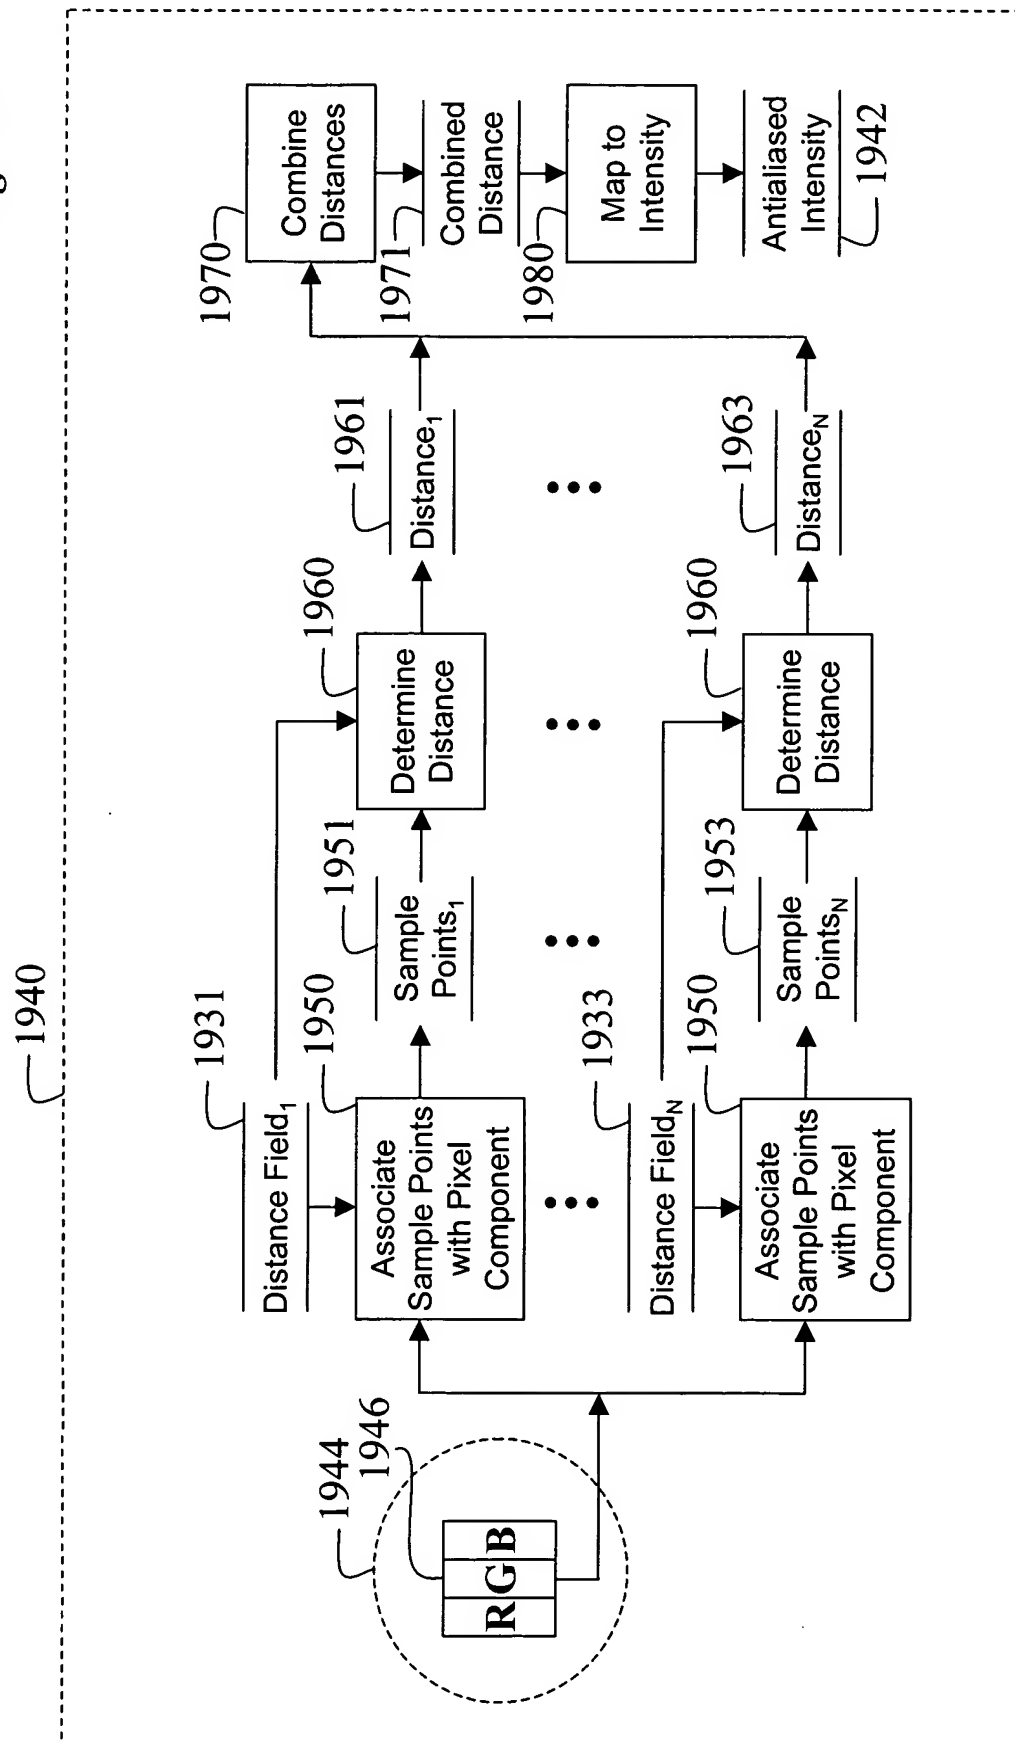 1940
1944
1946
R G B
1931
Distance Field1
1950
Associate
Sample Points
with Pixel
Component
1951
Sample
Points1
1960
Determine
Distance
1961
Distance1
1933
Distance FieldN
1950
Associate
Sample Points
with Pixel
Component
1953
Sample
PointsN
1960
Determine
Distance
1963
DistanceN
1970
Combine
Distances
1971
Combined
Distance
1980
Map to
Intensity
Antialiased
Intensity
1942